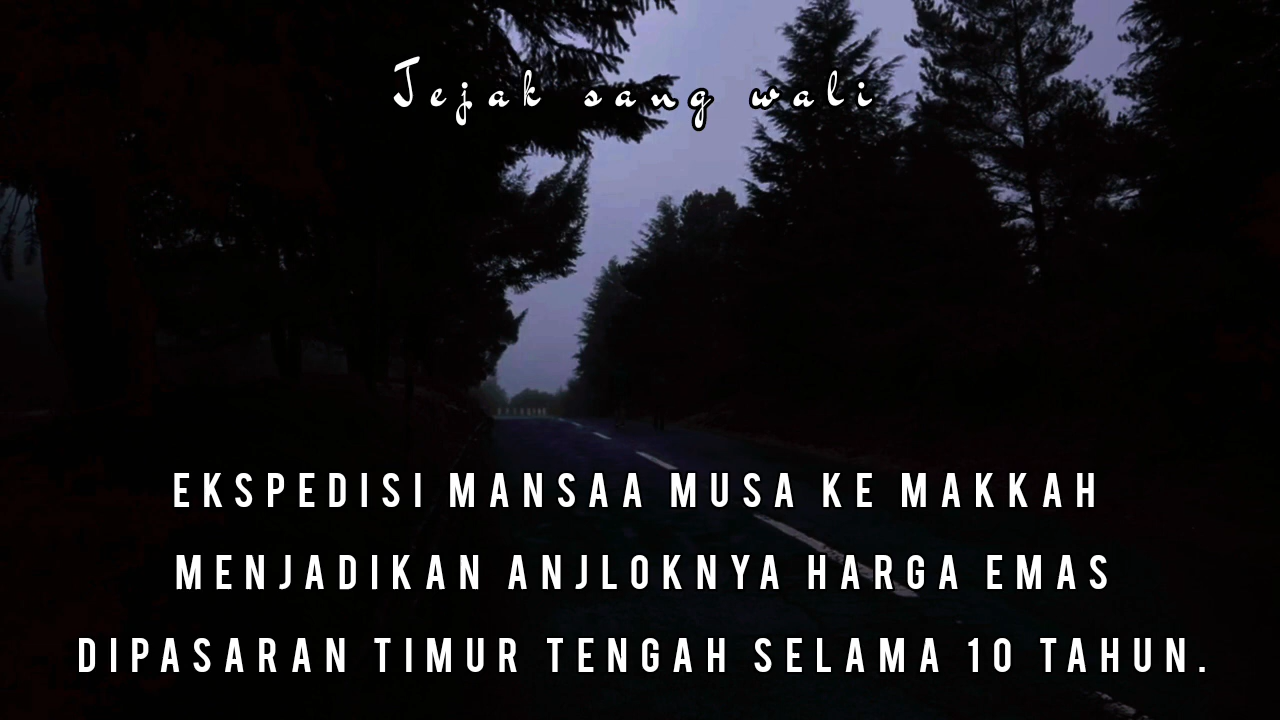 Tejak sang wali
EKSPEDISI MANSAA MUSA KE MAKKAH
MENJADIKAN ANJLOKNYA HARGA EMAS
DIPASARAN TIMUR TENGAH SELAMA 10 TAHUN.